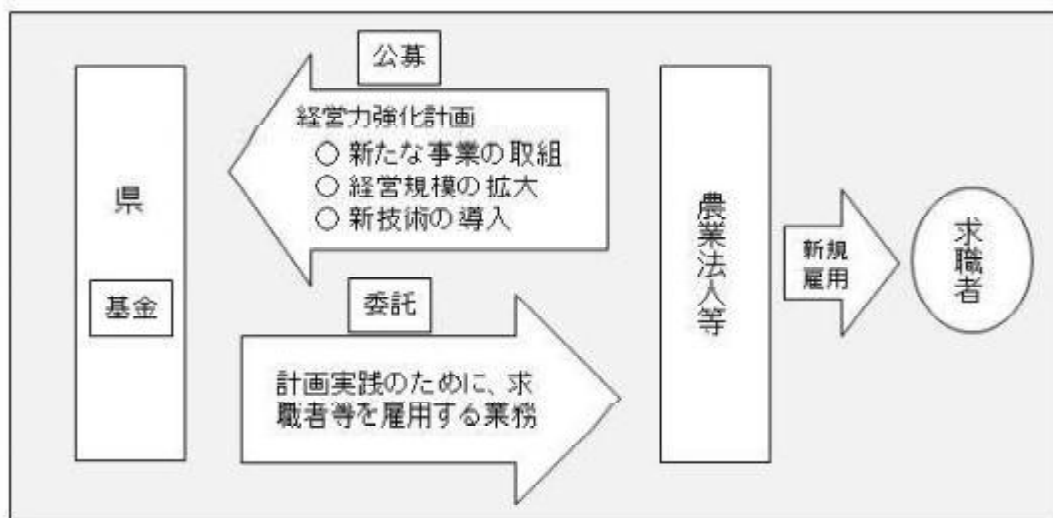 公募
経営力強化計画
○ 新たな事業の取組
○ 経営規模の拡大
○ 新技術の導入
県
基金
委託
計画実践のために、求
職者等を雇用する業務
農業法人等
新規
雇用
求職者